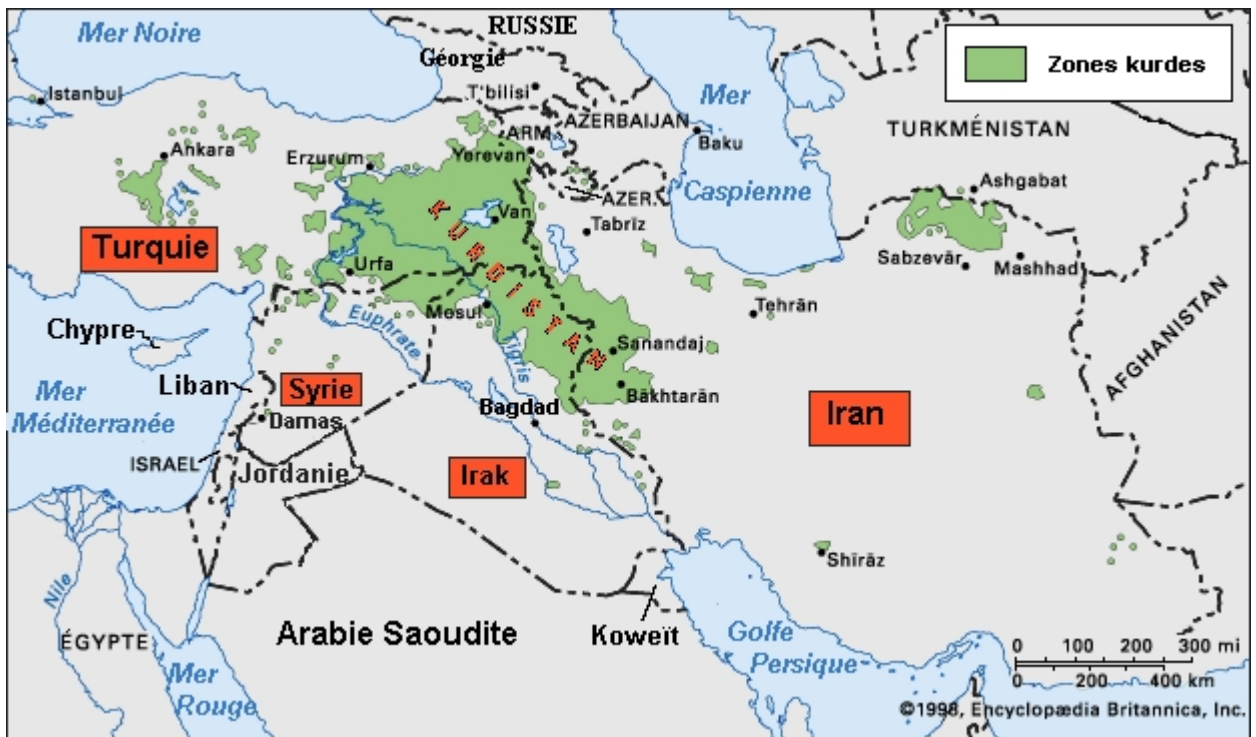 RUSSIE
Mer Noire
Géorgie
Zones kurdes
Istanbul
T'bilisi
Mer
Caspienne
AZERBAIJAN
TURKMÉNISTAN
ARM.
Baku
Ankara
Erzurum
Yerevan
Ashgabat
AZER.
Van
Tabrīz
KURDISTAN
Turquie
Sabzevār
Mashhad
Urfa
Mosul
Tehrān
AFGHANISTAN
Euphrate
Tigris
Chypre
Sanandaj
Liban
Syrie
Bākhtarān
Mer
Méditerranée
Bagdad
Iran
Damas
ISRAEL
Jordanie
Irak
Shīrāz
Nile
ÉGYPTE
Arabie Saoudite
Koweït
Golfe
Persique
Mer
Rouge
0 100 200 300 mi
0 200 400 km
©1998, Encyclopædia Britannica, Inc.